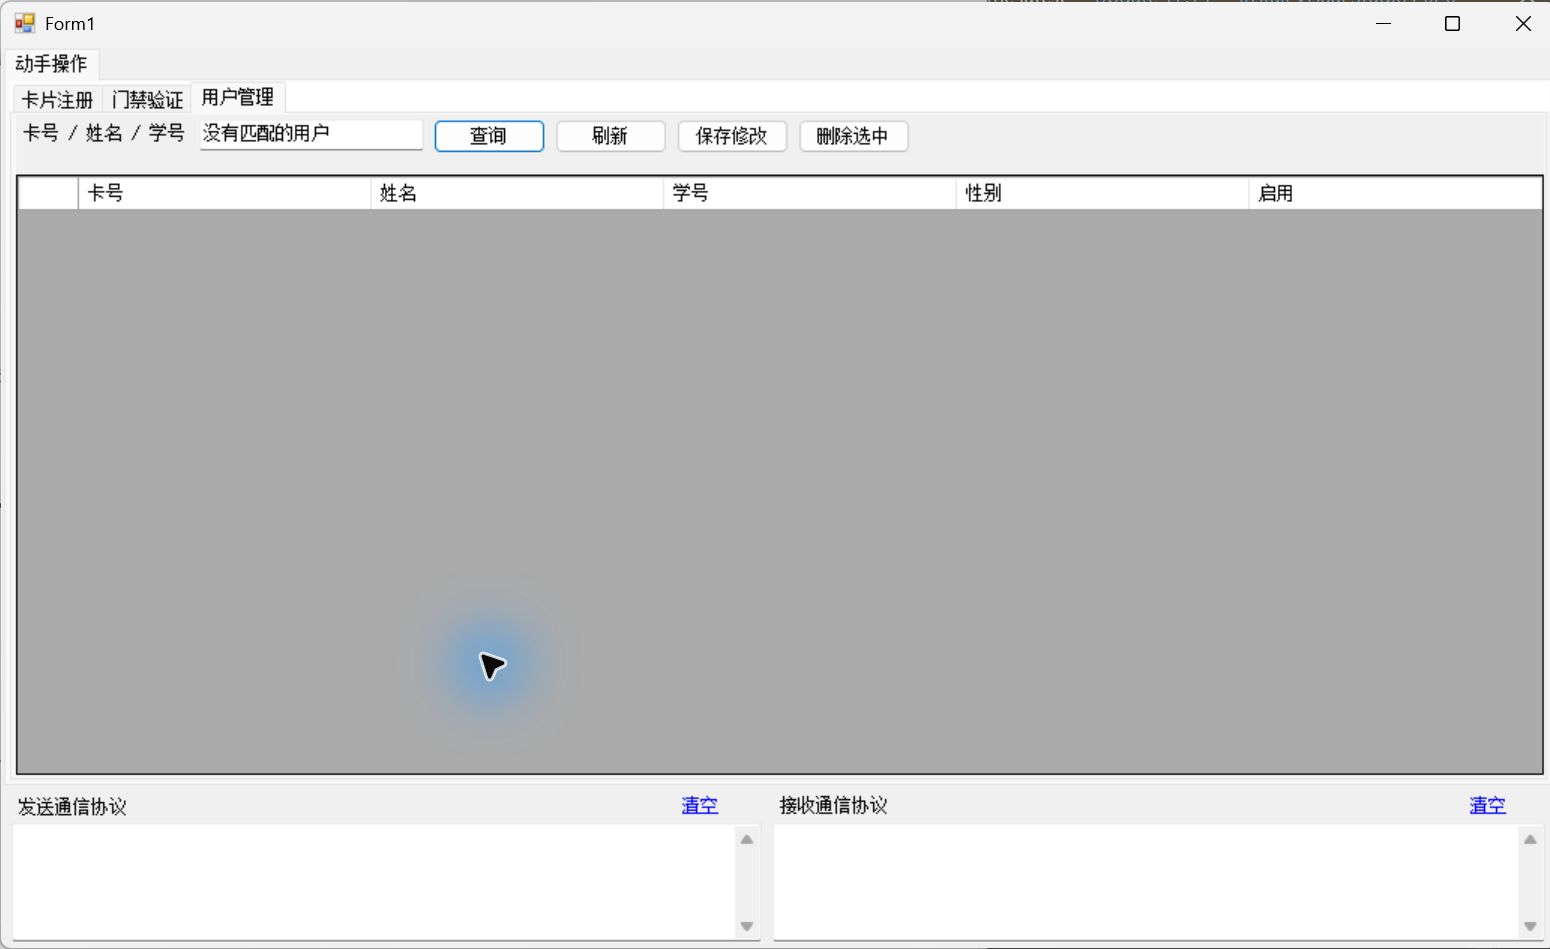 Form1
动手操作
卡片注册 门禁验证 用户管理
卡号 / 姓名 / 学号 没有匹配的用户 查询 刷新 保存修改 删除选中
卡号 姓名 学号 性别 启用
发送通信协议 清空 接收通信协议 清空